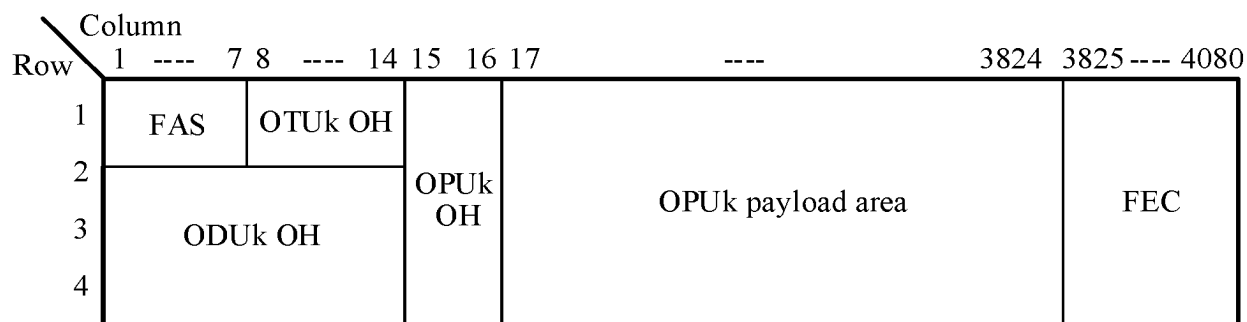 Column
Row 1 ---- 7 8 ---- 14 15 16 17 ---- 3824 3825 ---- 4080
1 FAS OTUk OH
2
OPUk
OH
OPUk payload area
FEC
3 ODUk OH
4